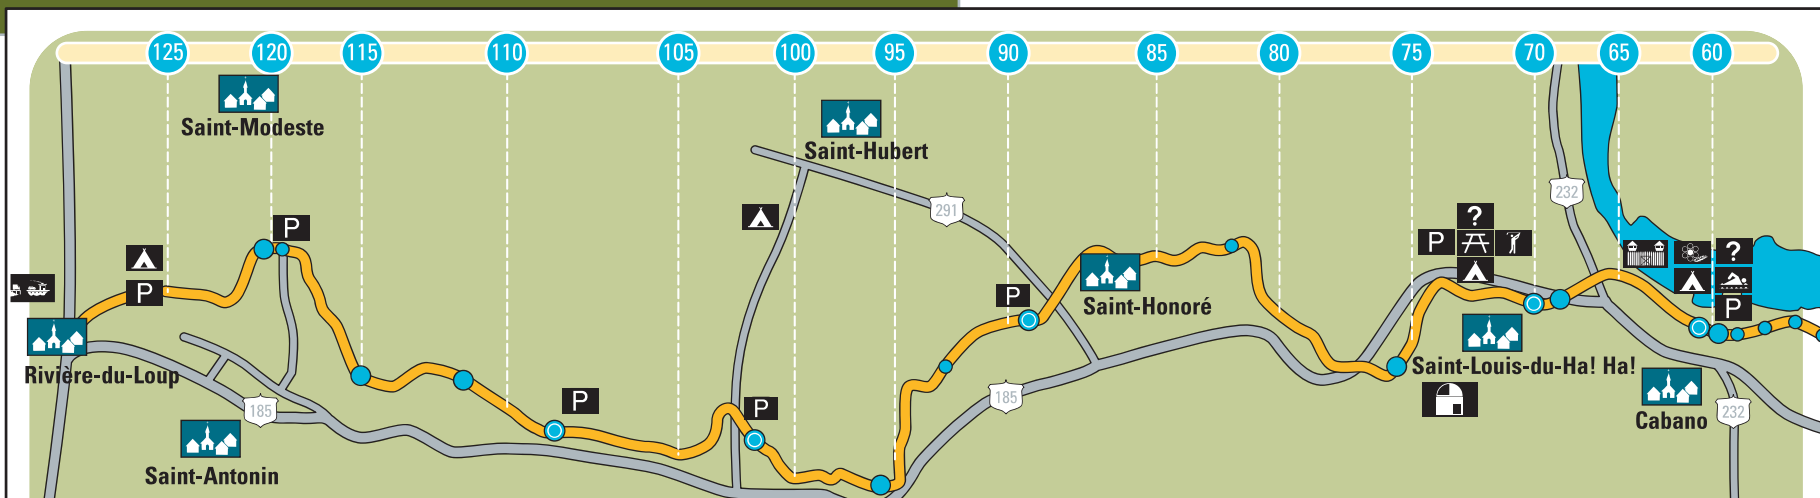 125 120 115 110 105 100 95 90 85 80 75 70 65 60
Saint-Modeste
Saint-Hubert
232
291
P
?
P
?
P
P
P
Saint-Honoré
Rivière-du-Loup
Saint-Louis-du-Ha! Ha!
185
185
P
P
Cabano
232
Saint-Antonin